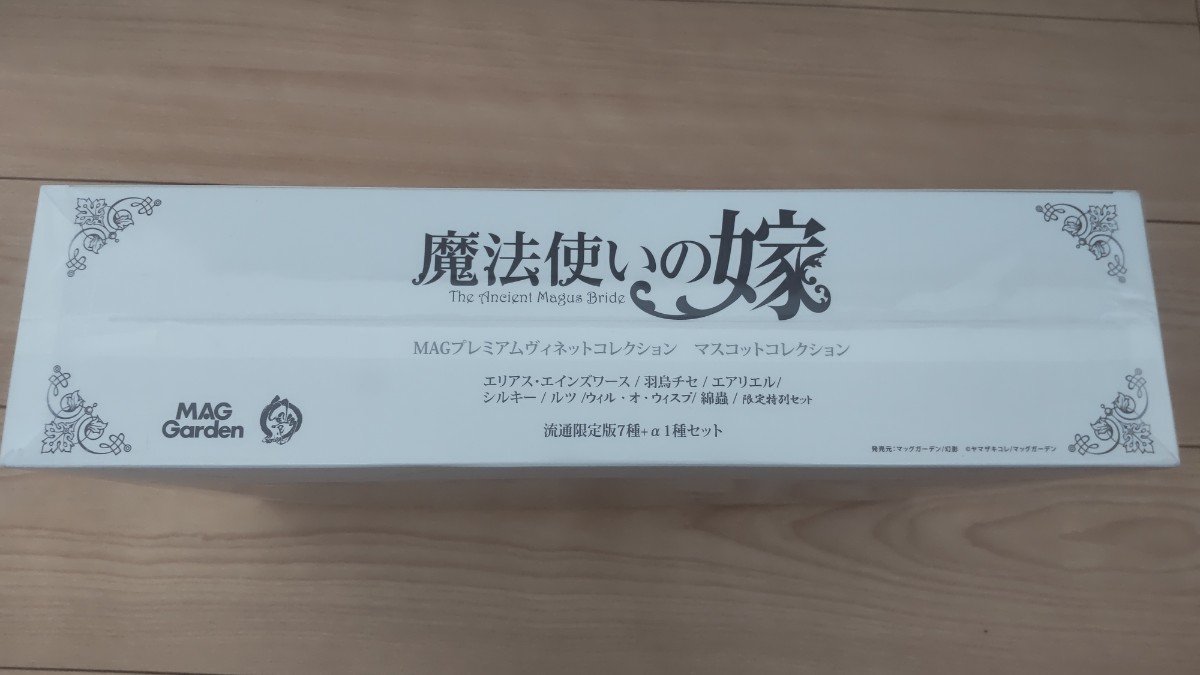 魔法使いの嫁
The Ancient Magus Bride
MAGプレミアムヴィネットコレクション マスコットコレクション
エリアス・エインズワース / 羽鳥チセ / エアリエル/
シルキー / ルツ /ウィル・オ・ウィスプ/ 綿蟲 / 限定特別セット
流通限定版7種+α1種セット
MAG
Garden
発売元:マッグガーデン/幻影 ©ヤマザキコレ/マッグガーデン